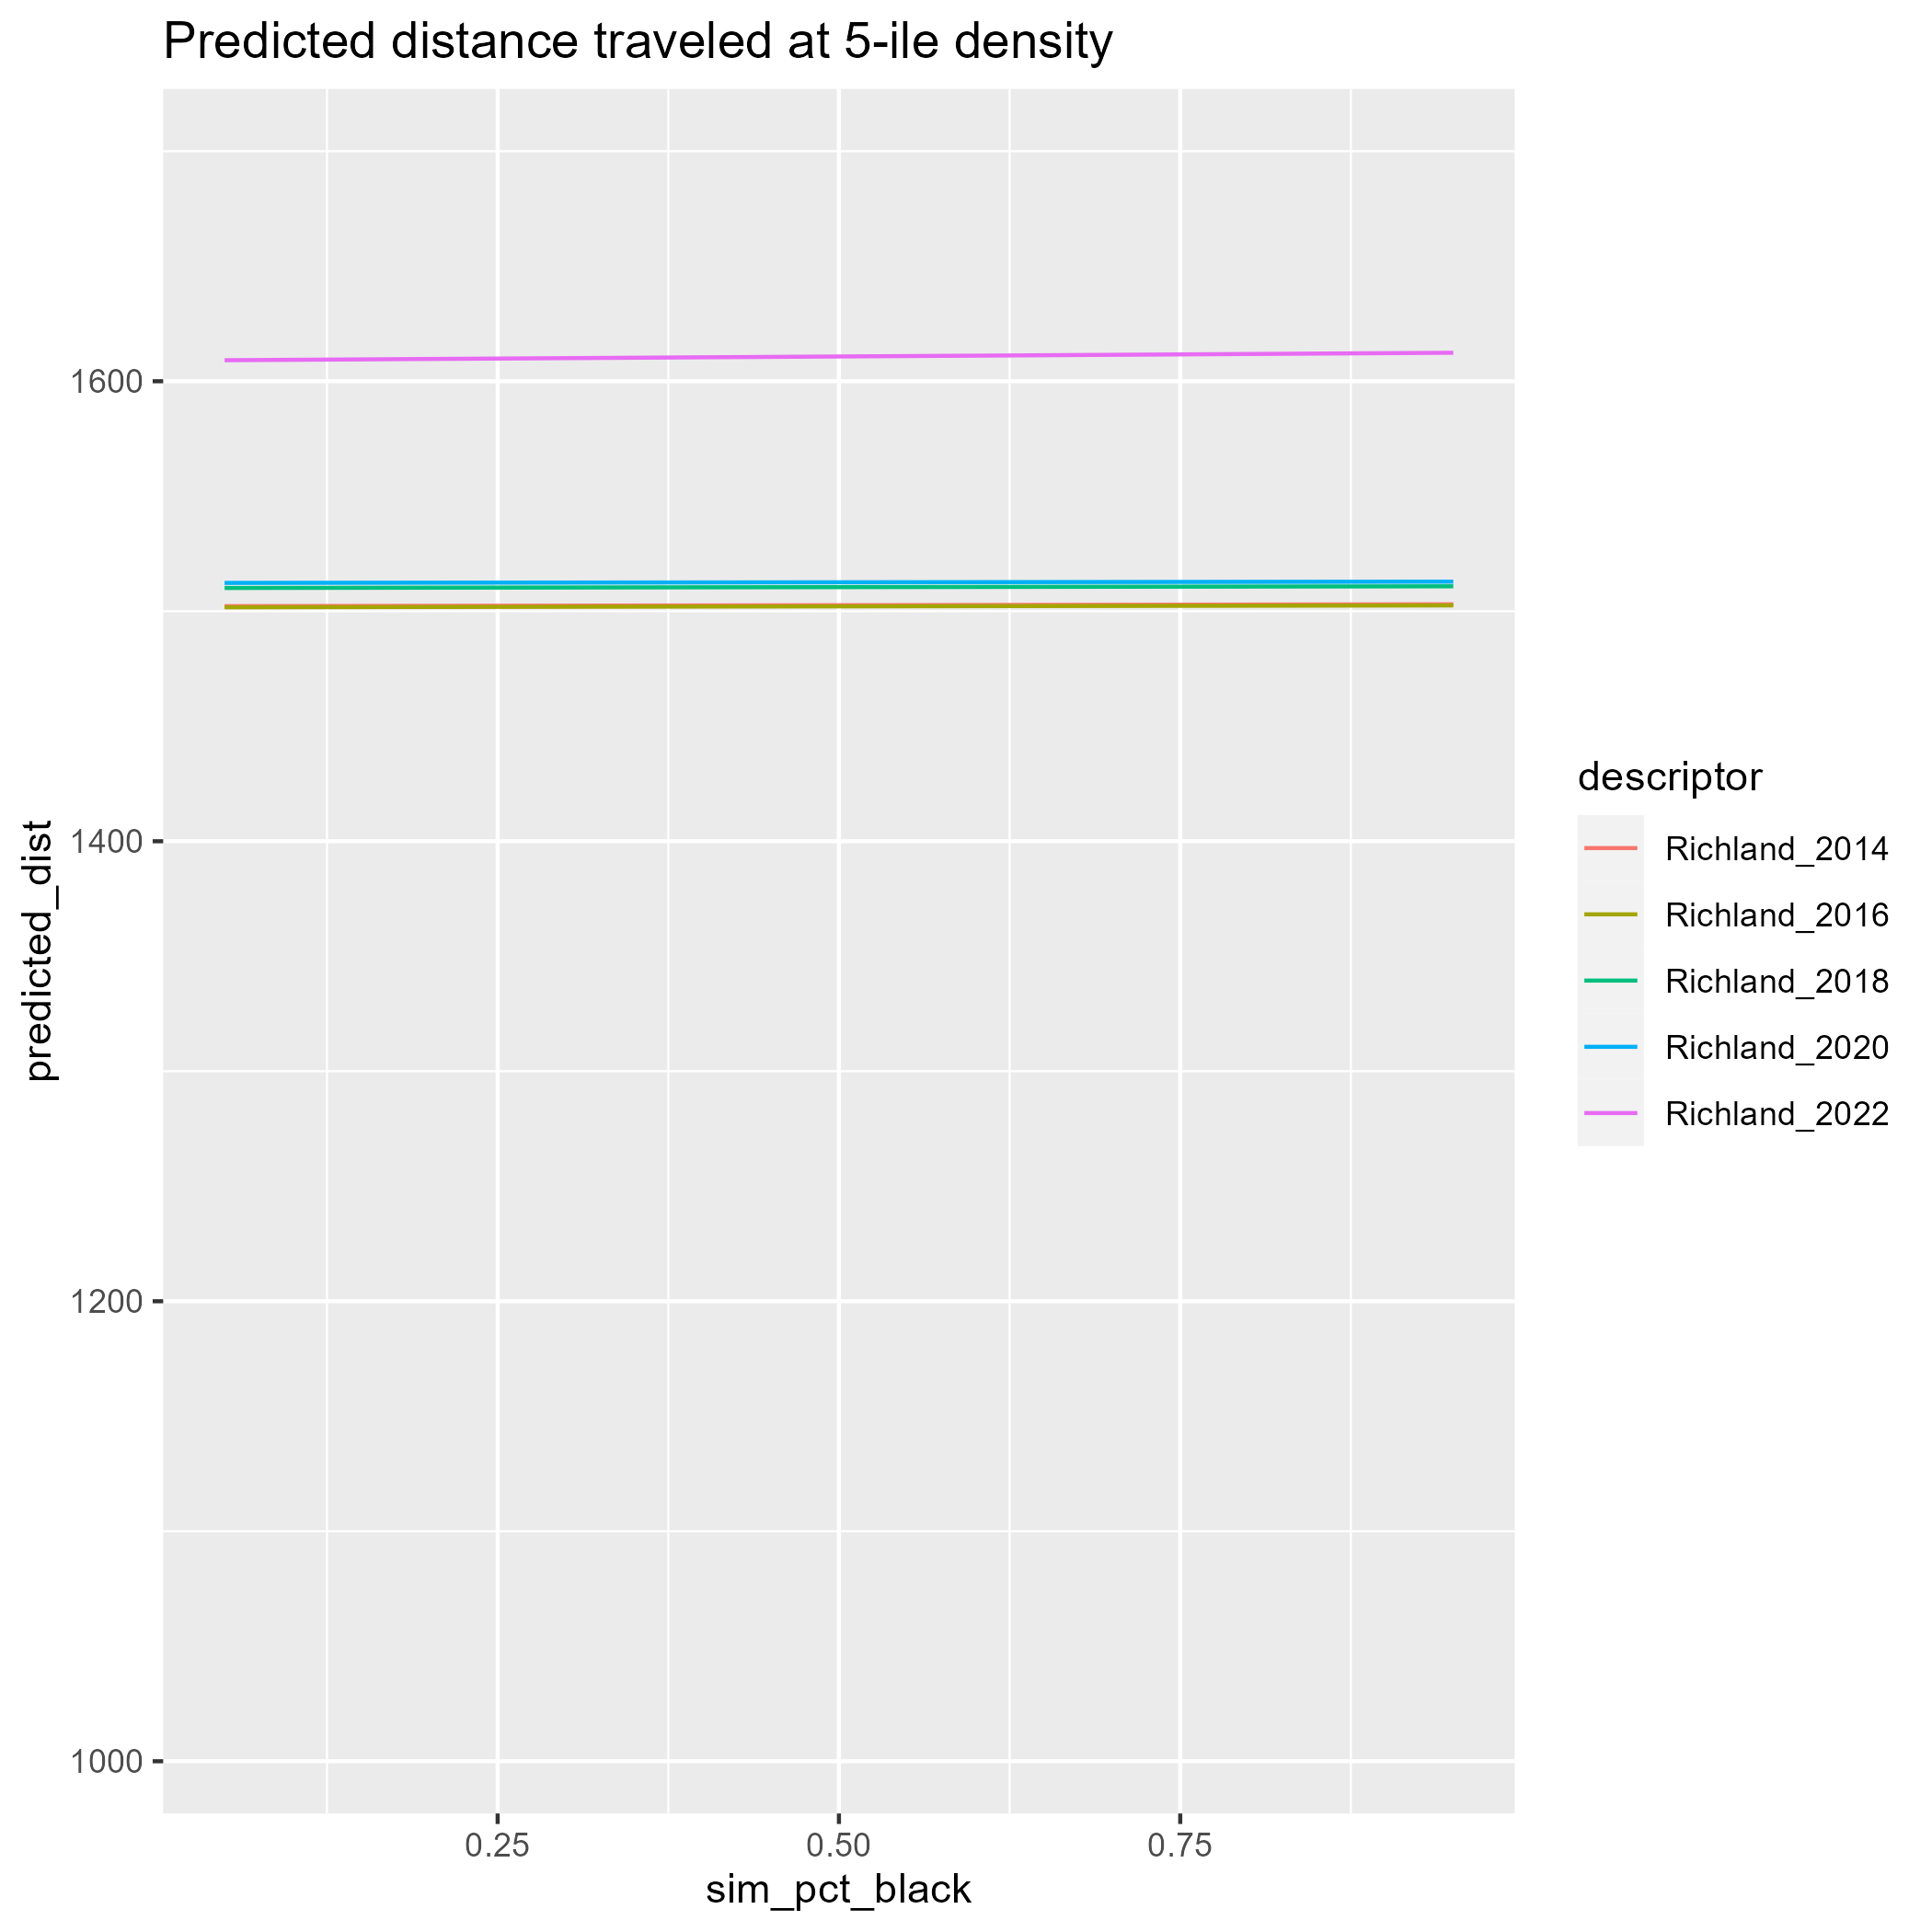 Predicted distance traveled at 5-ile density
predicted_dist
1600
1400
1200
1000
0.25
0.50
0.75
sim_pct_black
descriptor
Richland_2014
Richland_2016
Richland_2018
Richland_2020
Richland_2022